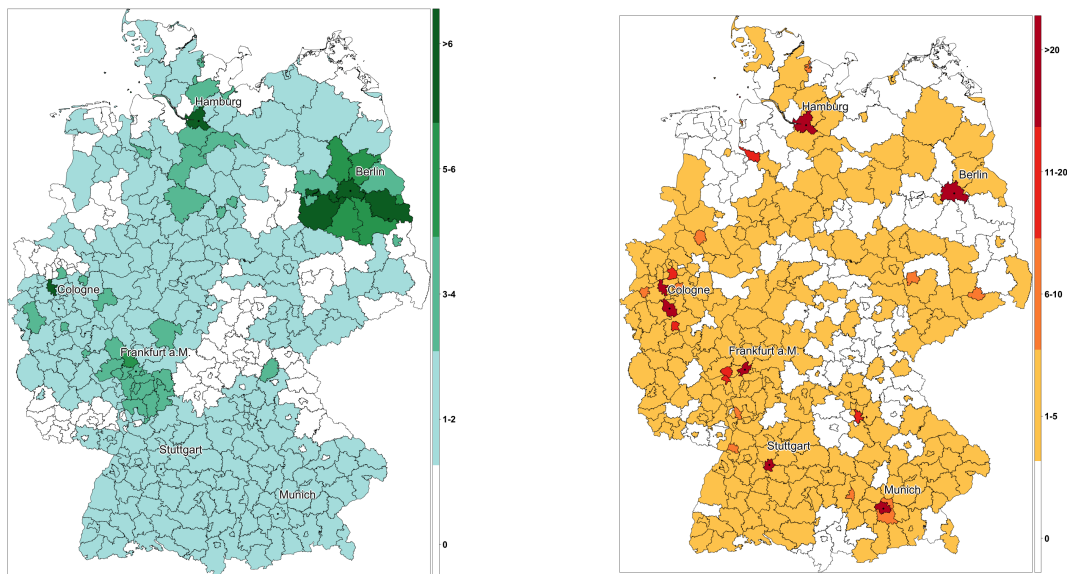 >6
Hamburg
5-6
Berlin
3-4
Cologne
Frankfurt a.M.
1-2
Stuttgart
Munich
0
>20
Hamburg
11-20
Berlin
6-10
Cologne
Frankfurt a.M.
1-5
Stuttgart
Munich
0